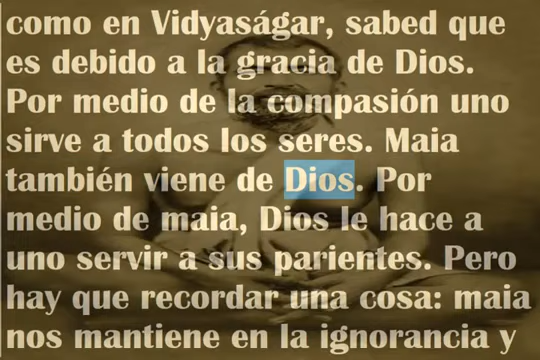 como en Vidyaságar, sabed que
es debido a la gracia de Dios.
Por medio de la compasión uno
sirve a todos los seres. Maia
también viene de Dios. Por
medio de maia, Dios le hace a
uno servir a sus parientes. Pero
hay que recordar una cosa: maia
nos mantiene en la ignorancia y